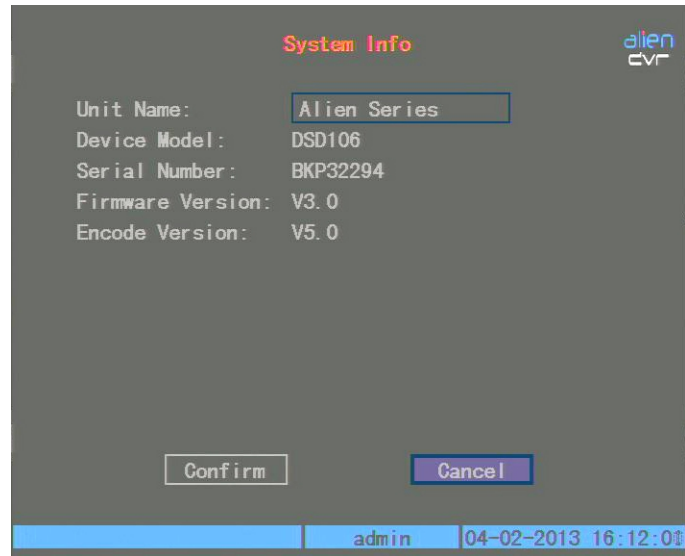 System Info
alien
dvr
Unit Name: Alien Series
Device Model: DSD106
Serial Number: BKP32294
Firmware Version: V3.0
Encode Version: V5.0
Confirm Cancel
admin 04-02-2013 16:12:01